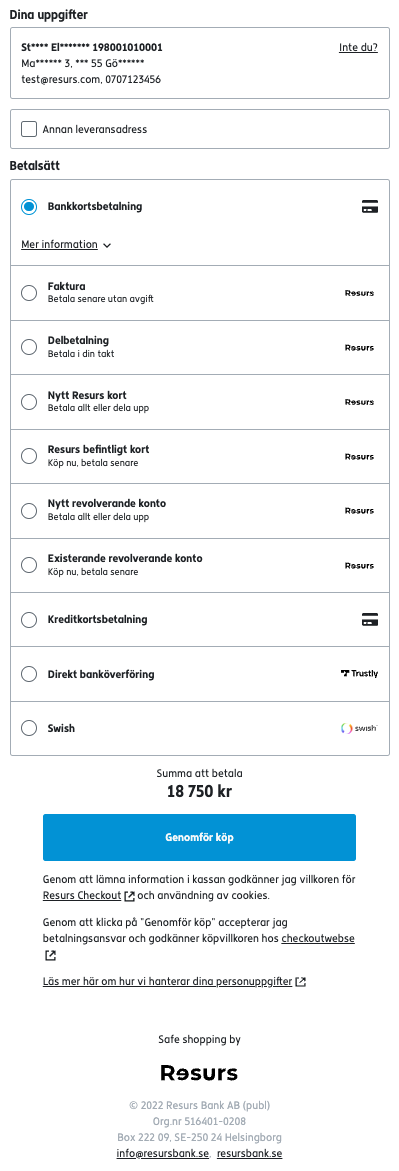 Dina uppgifter
St**** El******* 198001010001
Inte du?
Ma****** 3, *** 55 Gö******
test@resurs.com, 0707123456
Annan leveransadress
Betalsätt
Bankkortsbetalning
Mer information
Faktura
Betala senare utan avgift
Resurs
Delbetalning
Betala i din takt
Resurs
Nytt Resurs kort
Betala allt eller dela upp
Resurs
Resurs befintligt kort
Köp nu, betala senare
Resurs
Nytt revolverande konto
Betala allt eller dela upp
Resurs
Existerande revolverande konto
Köp nu, betala senare
Resurs
Kreditkortsbetalning
Direkt banköverföring
Trustly
Swish
swish
Summa att betala
18 750 kr
Genomför köp
Genom att lämna information i kassan godkänner jag villkoren för
Resurs Checkout och användning av cookies.
Genom att klicka på "Genomför köp" accepterar jag
betalningsansvar och godkänner köpvillkoren hos checkoutwebse
Läs mer här om hur vi hanterar dina personuppgifter
Safe shopping by
Resurs
© 2022 Resurs Bank AB (publ)
Org.nr 516401-0208
Box 222 09, SE-250 24 Helsingborg
info@resursbank.se, resursbank.se